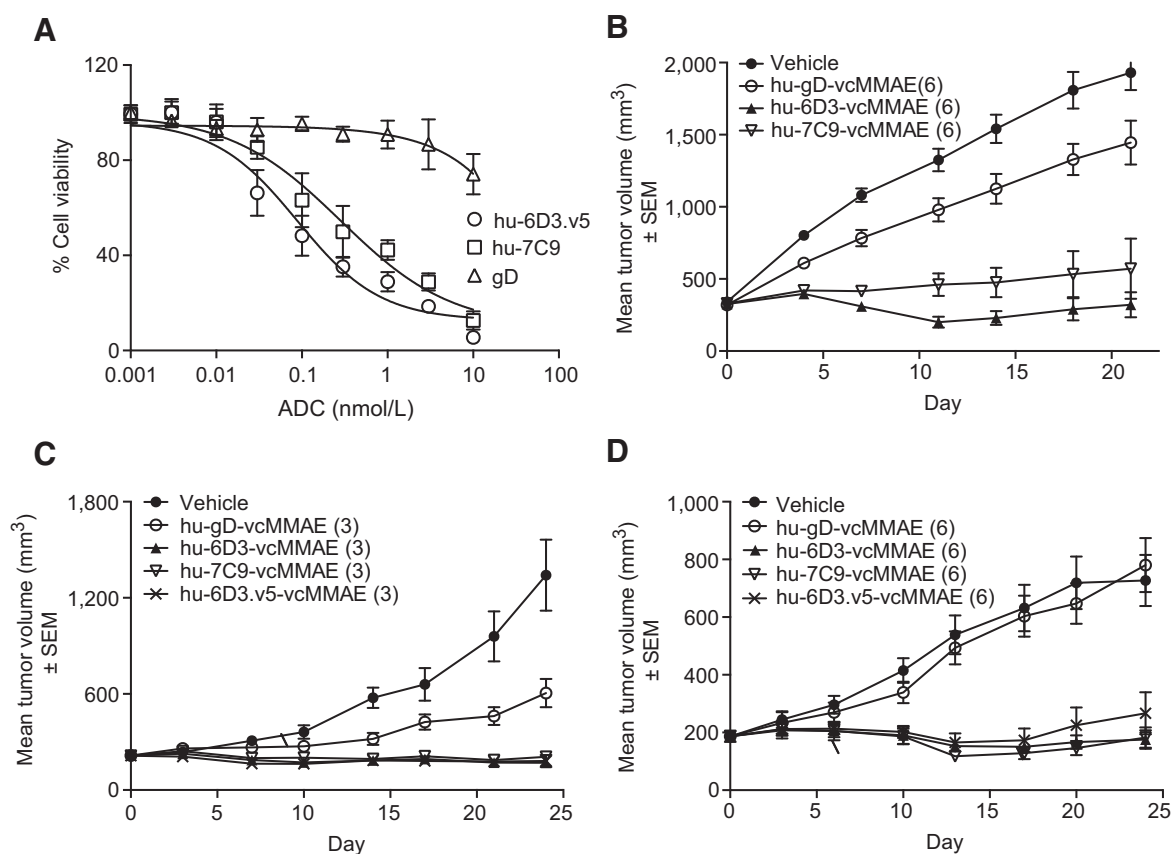 A
120
80
40
0
% Cell viability
0.001 0.01 0.1 1 10 100
ADC (nmol/L)
hu-6D3.v5
hu-7C9
gD
B
2,000
1,500
1,000
500
0
Mean tumor volume (mm3)
± SEM
Vehicle
hu-gD-vcMMAE(6)
hu-6D3-vcMMAE (6)
hu-7C9-vcMMAE (6)
0 5 10 15 20
Day
C
1,800
1,200
600
0
Mean tumor volume (mm3)
± SEM
Vehicle
hu-gD-vcMMAE (3)
hu-6D3-vcMMAE (3)
hu-7C9-vcMMAE (3)
hu-6D3.v5-vcMMAE (3)
0 5 10 15 20 25
Day
D
1,000
800
600
400
200
0
Mean tumor volume (mm3)
± SEM
Vehicle
hu-gD-vcMMAE (6)
hu-6D3-vcMMAE (6)
hu-7C9-vcMMAE (6)
hu-6D3.v5-vcMMAE (6)
0 5 10 15 20 25
Day